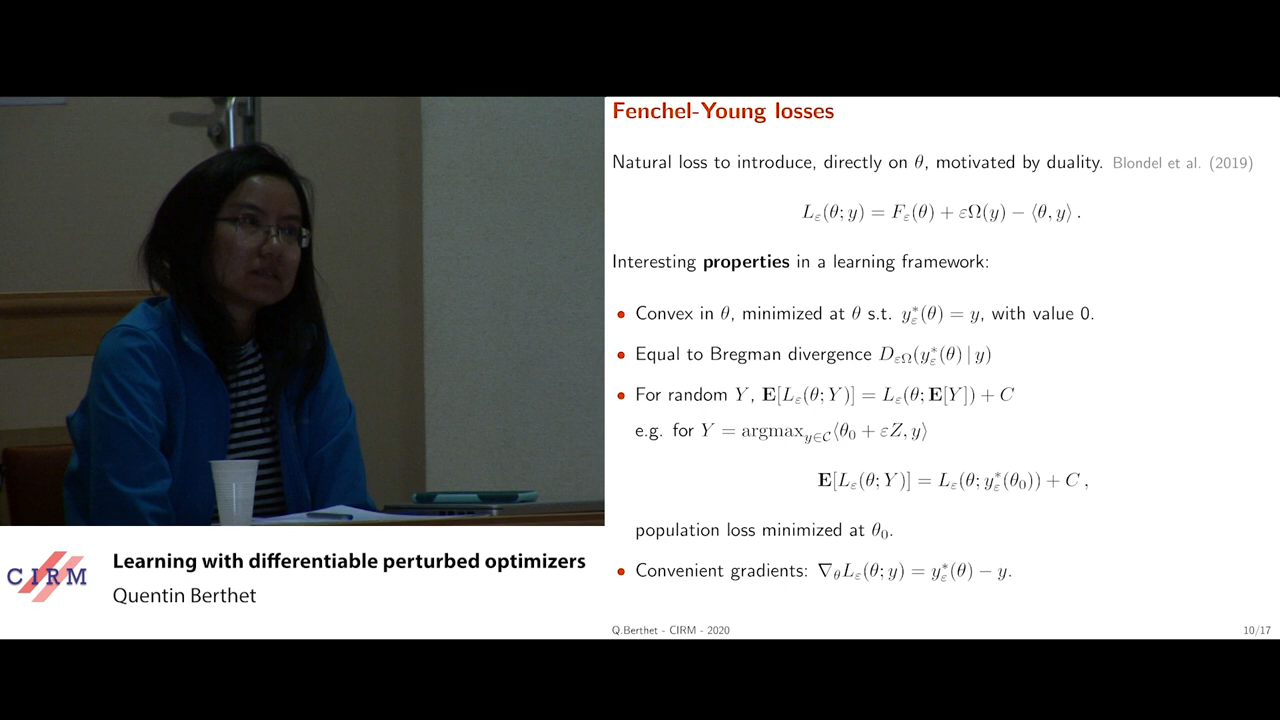 Fenchel-Young losses
Natural loss to introduce, directly on θ, motivated by duality. Blondel et al. (2019)
L_ε(θ; y) = F_ε(θ) + εΩ(y) − ⟨θ, y⟩ .
Interesting properties in a learning framework:
• Convex in θ, minimized at θ s.t. y*_ε(θ) = y, with value 0.
• Equal to Bregman divergence D_εΩ(y*_ε(θ) | y)
• For random Y, E[L_ε(θ; Y)] = L_ε(θ; E[Y]) + C
e.g. for Y = argmax_{y∈C}⟨θ_0 + εZ, y⟩
E[L_ε(θ; Y)] = L_ε(θ; y*_ε(θ_0)) + C ,
population loss minimized at θ_0.
• Convenient gradients: ∇_θ L_ε(θ; y) = y*_ε(θ) − y.
Q.Berthet - CIRM - 2020
10/17
CIRM
Learning with differentiable perturbed optimizers
Quentin Berthet